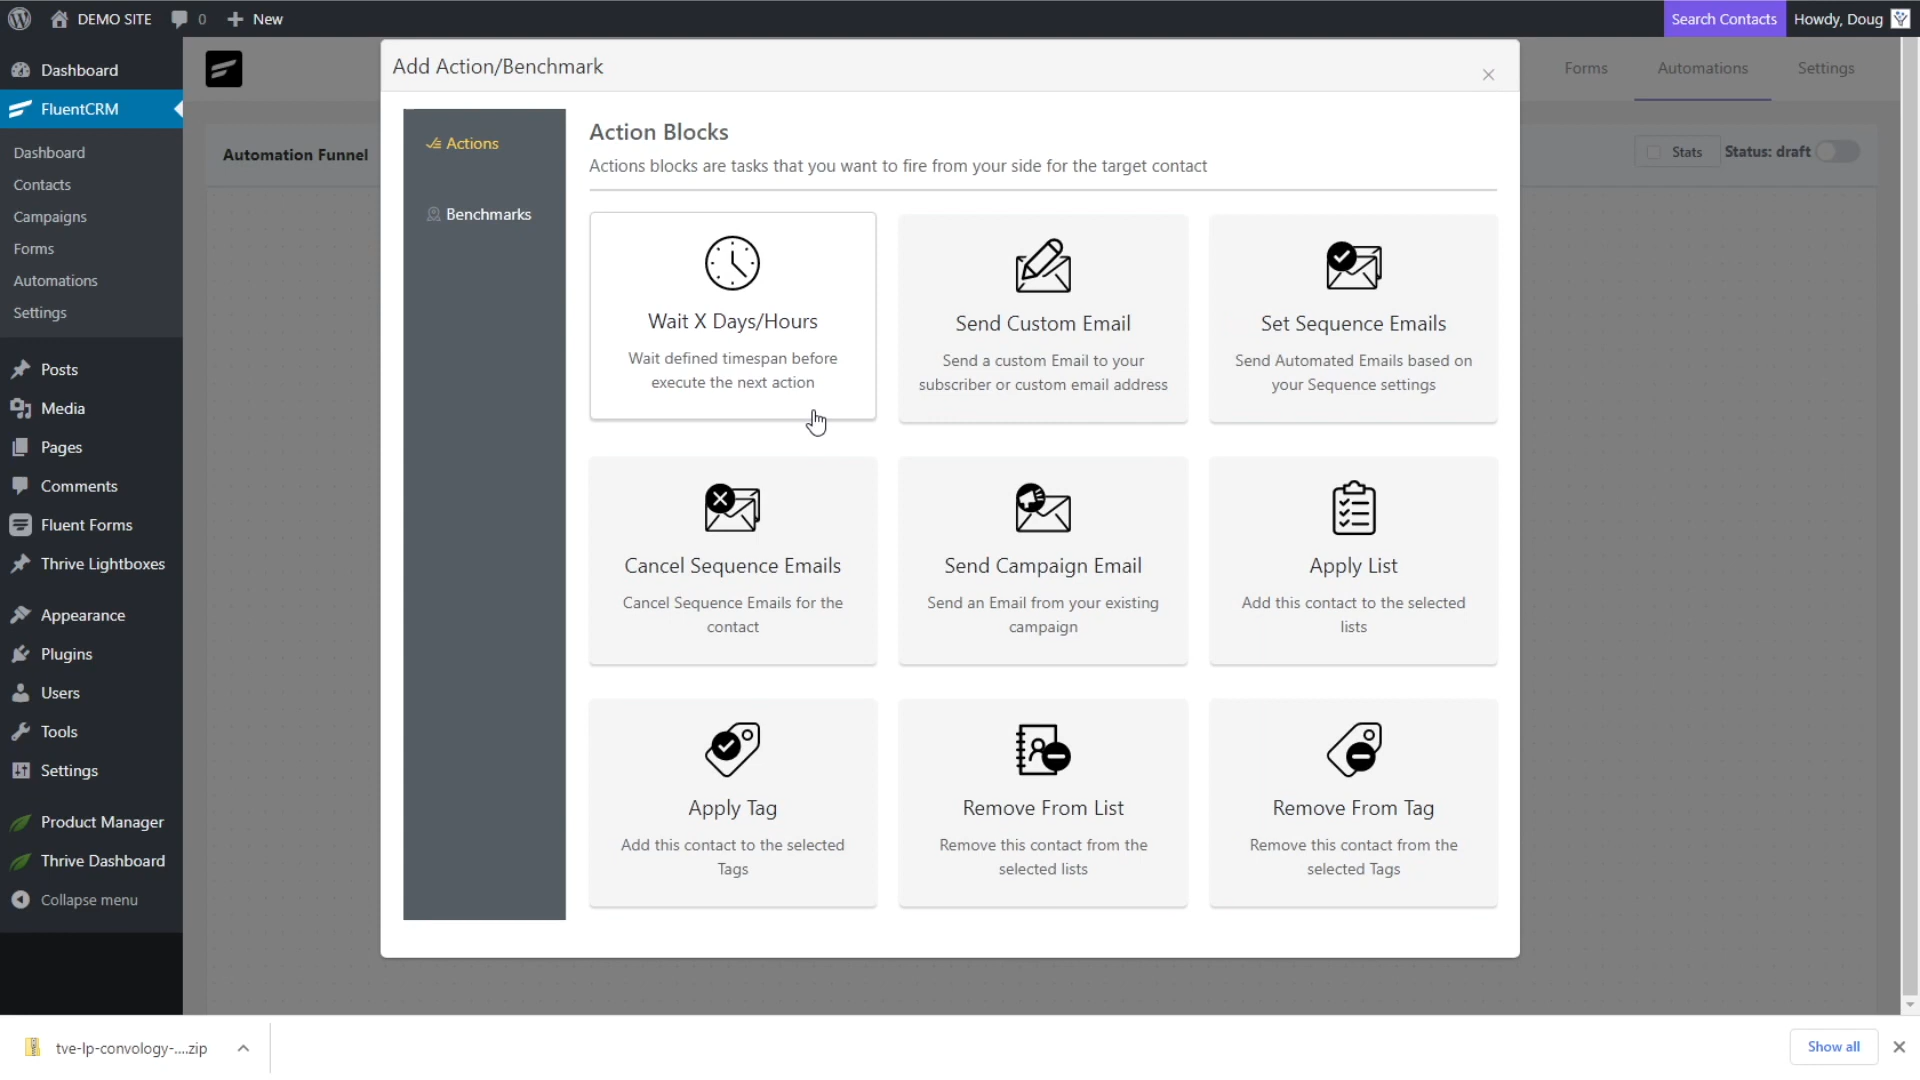 DEMO SITE
0
New
Search Contacts
Howdy, Doug
Dashboard
FluentCRM
Dashboard
Contacts
Campaigns
Forms
Automations
Settings
Posts
Media
Pages
Comments
Fluent Forms
Thrive Lightboxes
Appearance
Plugins
Users
Tools
Settings
Product Manager
Thrive Dashboard
Collapse menu
Forms
Automations
Settings
Automation Funnel
Stats
Status: draft
Add Action/Benchmark
Actions
Benchmarks
Action Blocks
Actions blocks are tasks that you want to fire from your side for the target contact
Wait X Days/Hours
Wait defined timespan before
execute the next action
Send Custom Email
Send a custom Email to your
subscriber or custom email address
Set Sequence Emails
Send Automated Emails based on
your Sequence settings
Cancel Sequence Emails
Cancel Sequence Emails for the
contact
Send Campaign Email
Send an Email from your existing
campaign
Apply List
Add this contact to the selected
lists
Apply Tag
Add this contact to the selected
Tags
Remove From List
Remove this contact from the
selected lists
Remove From Tag
Remove this contact from the
selected Tags
tve-lp-convology-....zip
Show all